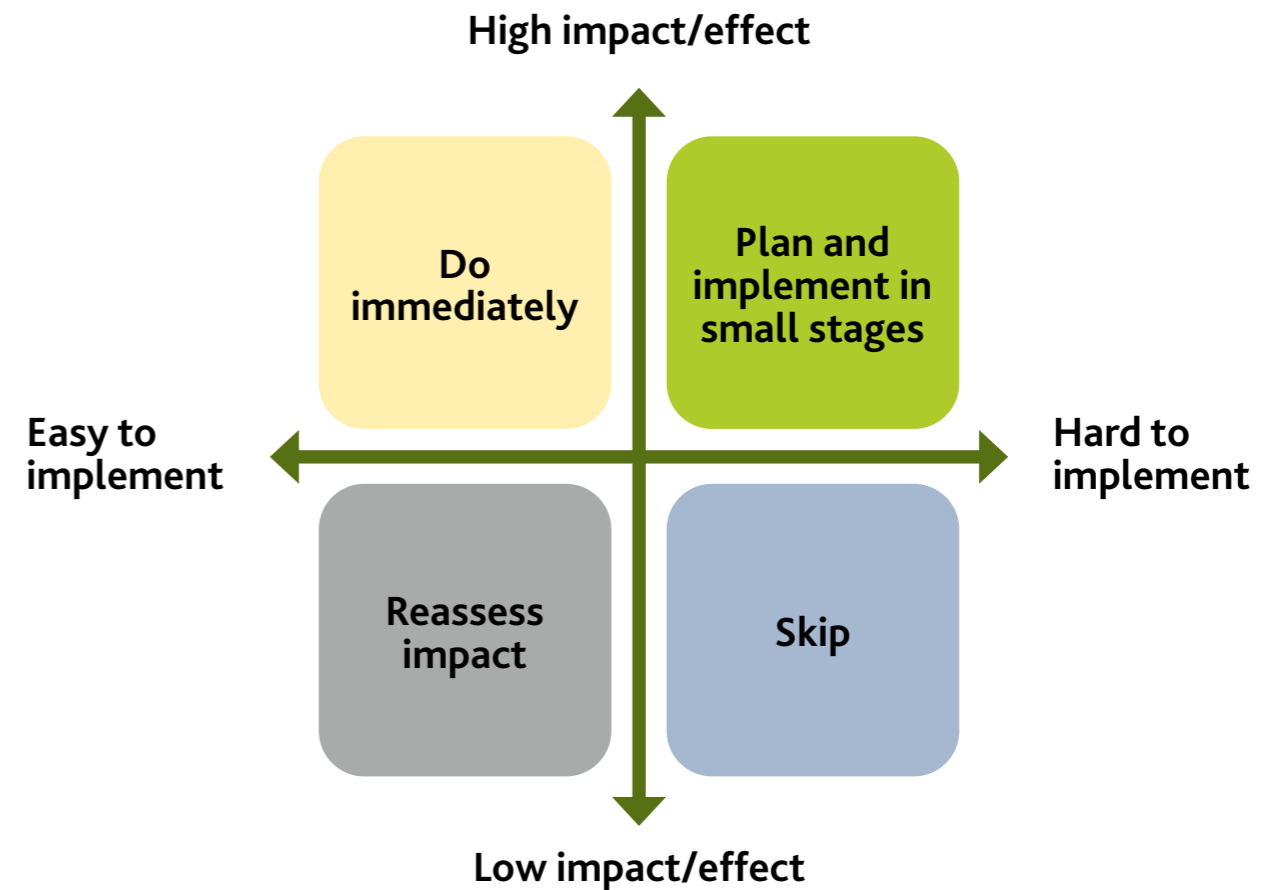 High impact/effect
Do
immediately
Plan and
implement in
small stages
Easy to
implement
Hard to
implement
Reassess
impact
Skip
Low impact/effect